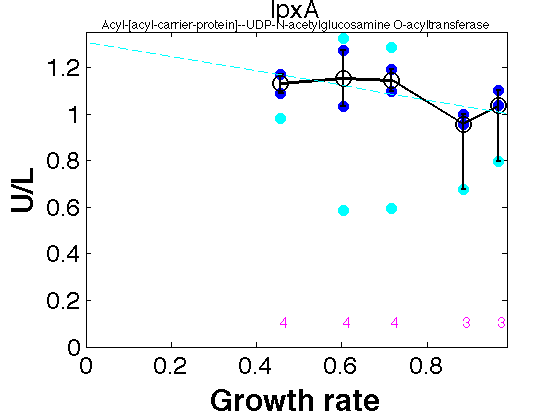 lpxA
Acyl-[acyl-carrier-protein]--UDP-N-acetylglucosamine O-acyltransferase
1.2
1
0.8
0.6
0.4
0.2
0
U/L
4 4 4 3 3
0 0.2 0.4 0.6 0.8
Growth rate